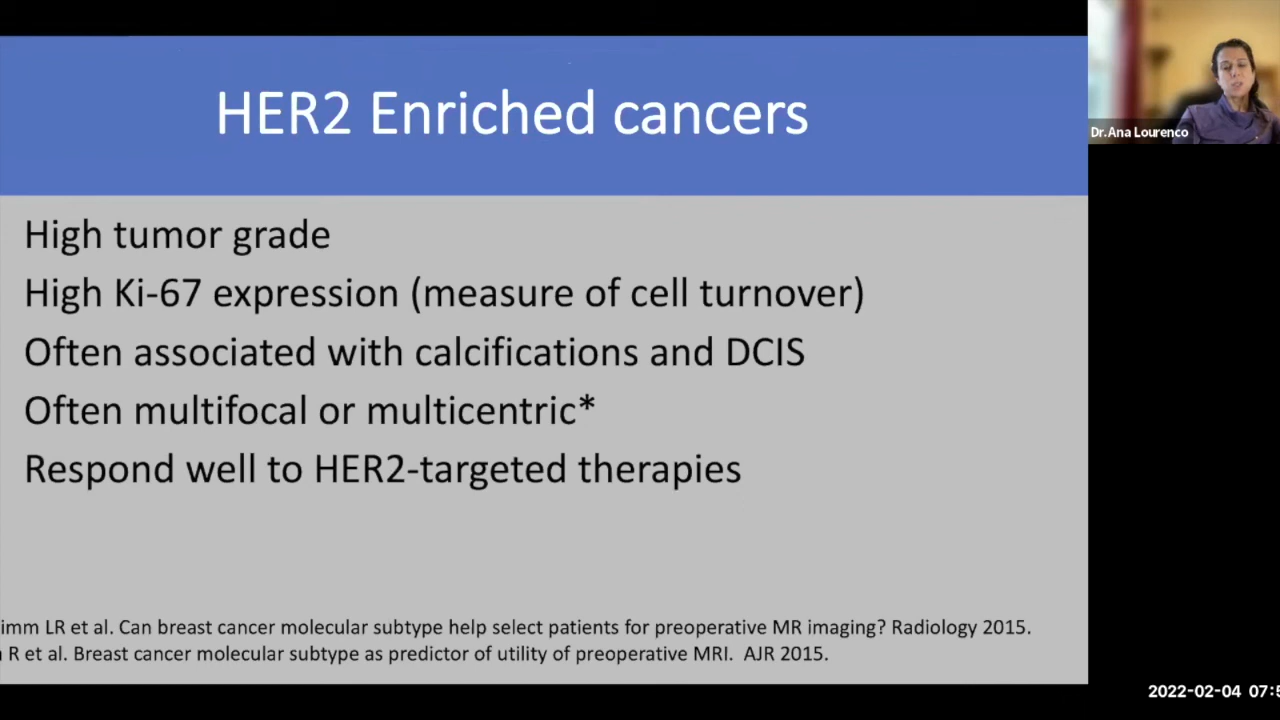 HER2 Enriched cancers
Dr. Ana Lourenco
High tumor grade
High Ki-67 expression (measure of cell turnover)
Often associated with calcifications and DCIS
Often multifocal or multicentric*
Respond well to HER2-targeted therapies
LR et al. Can breast cancer molecular subtype help select patients for preoperative MR imaging? Radiology 2015.
R et al. Breast cancer molecular subtype as predictor of utility of preoperative MRI. AJR 2015.
2022-02-04 07:5